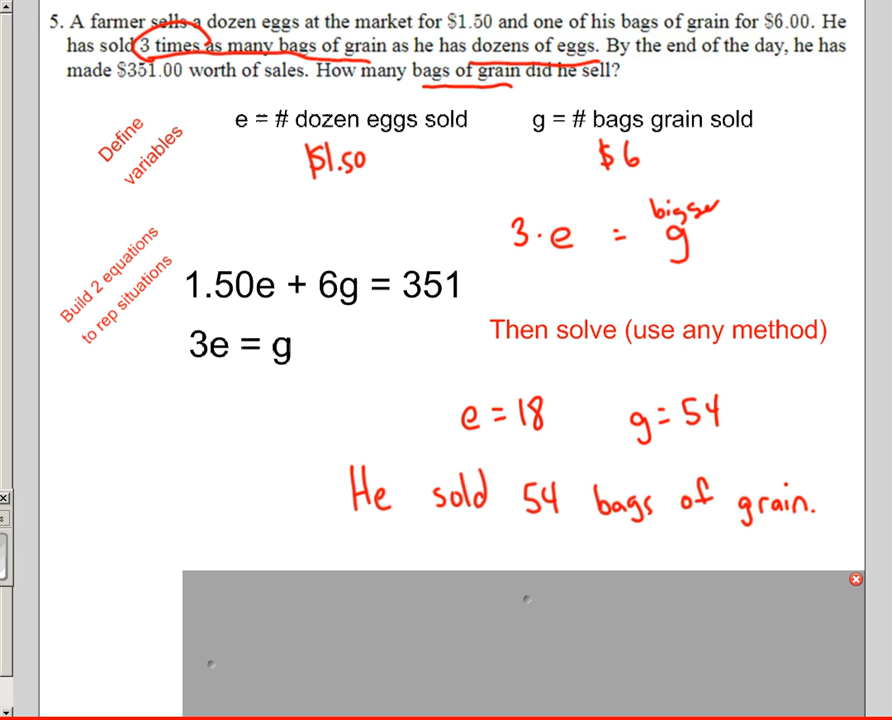 5. A farmer sells a dozen eggs at the market for $1.50 and one of his bags of grain for $6.00. He
has sold 3 times as many bags of grain as he has dozens of eggs. By the end of the day, he has
made $351.00 worth of sales. How many bags of grain did he sell?
Define
variables
e = # dozen eggs sold
g = # bags grain sold
$1.50
$6
bigger
3·e = g
Build 2 equations
to rep situations
1.50e + 6g = 351
3e = g
Then solve (use any method)
e = 18
g = 54
He sold 54 bags of grain.